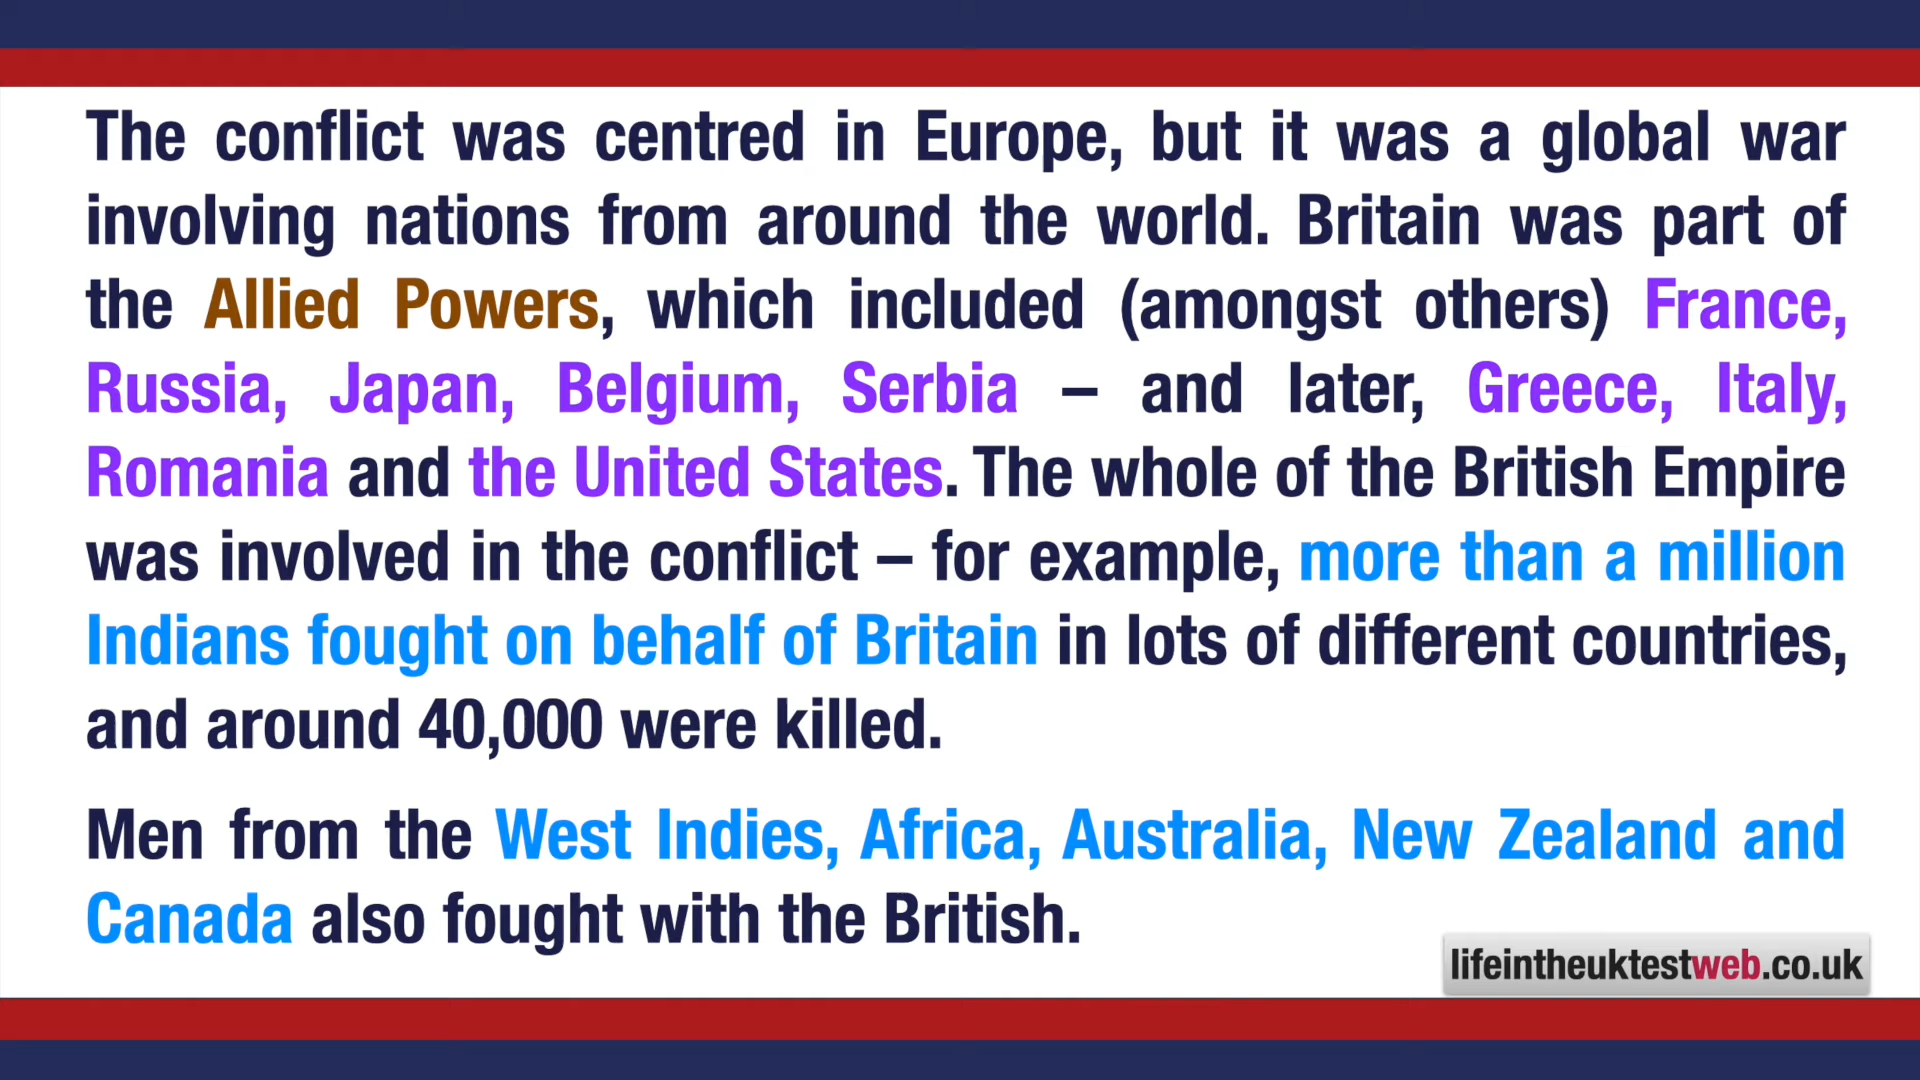 The conflict was centred in Europe, but it was a global war
involving nations from around the world. Britain was part of
the Allied Powers, which included (amongst others) France,
Russia, Japan, Belgium, Serbia – and later, Greece, Italy,
Romania and the United States. The whole of the British Empire
was involved in the conflict – for example, more than a million
Indians fought on behalf of Britain in lots of different countries,
and around 40,000 were killed.
Men from the West Indies, Africa, Australia, New Zealand and
Canada also fought with the British.
lifeintheuktestweb.co.uk